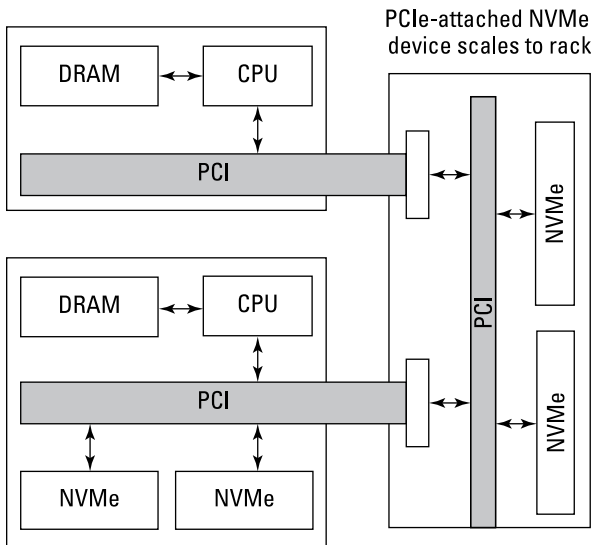 PCIe-attached NVMe
device scales to rack
DRAM
CPU
PCI
DRAM
CPU
PCI
NVMe
NVMe
PCI
NVMe
NVMe